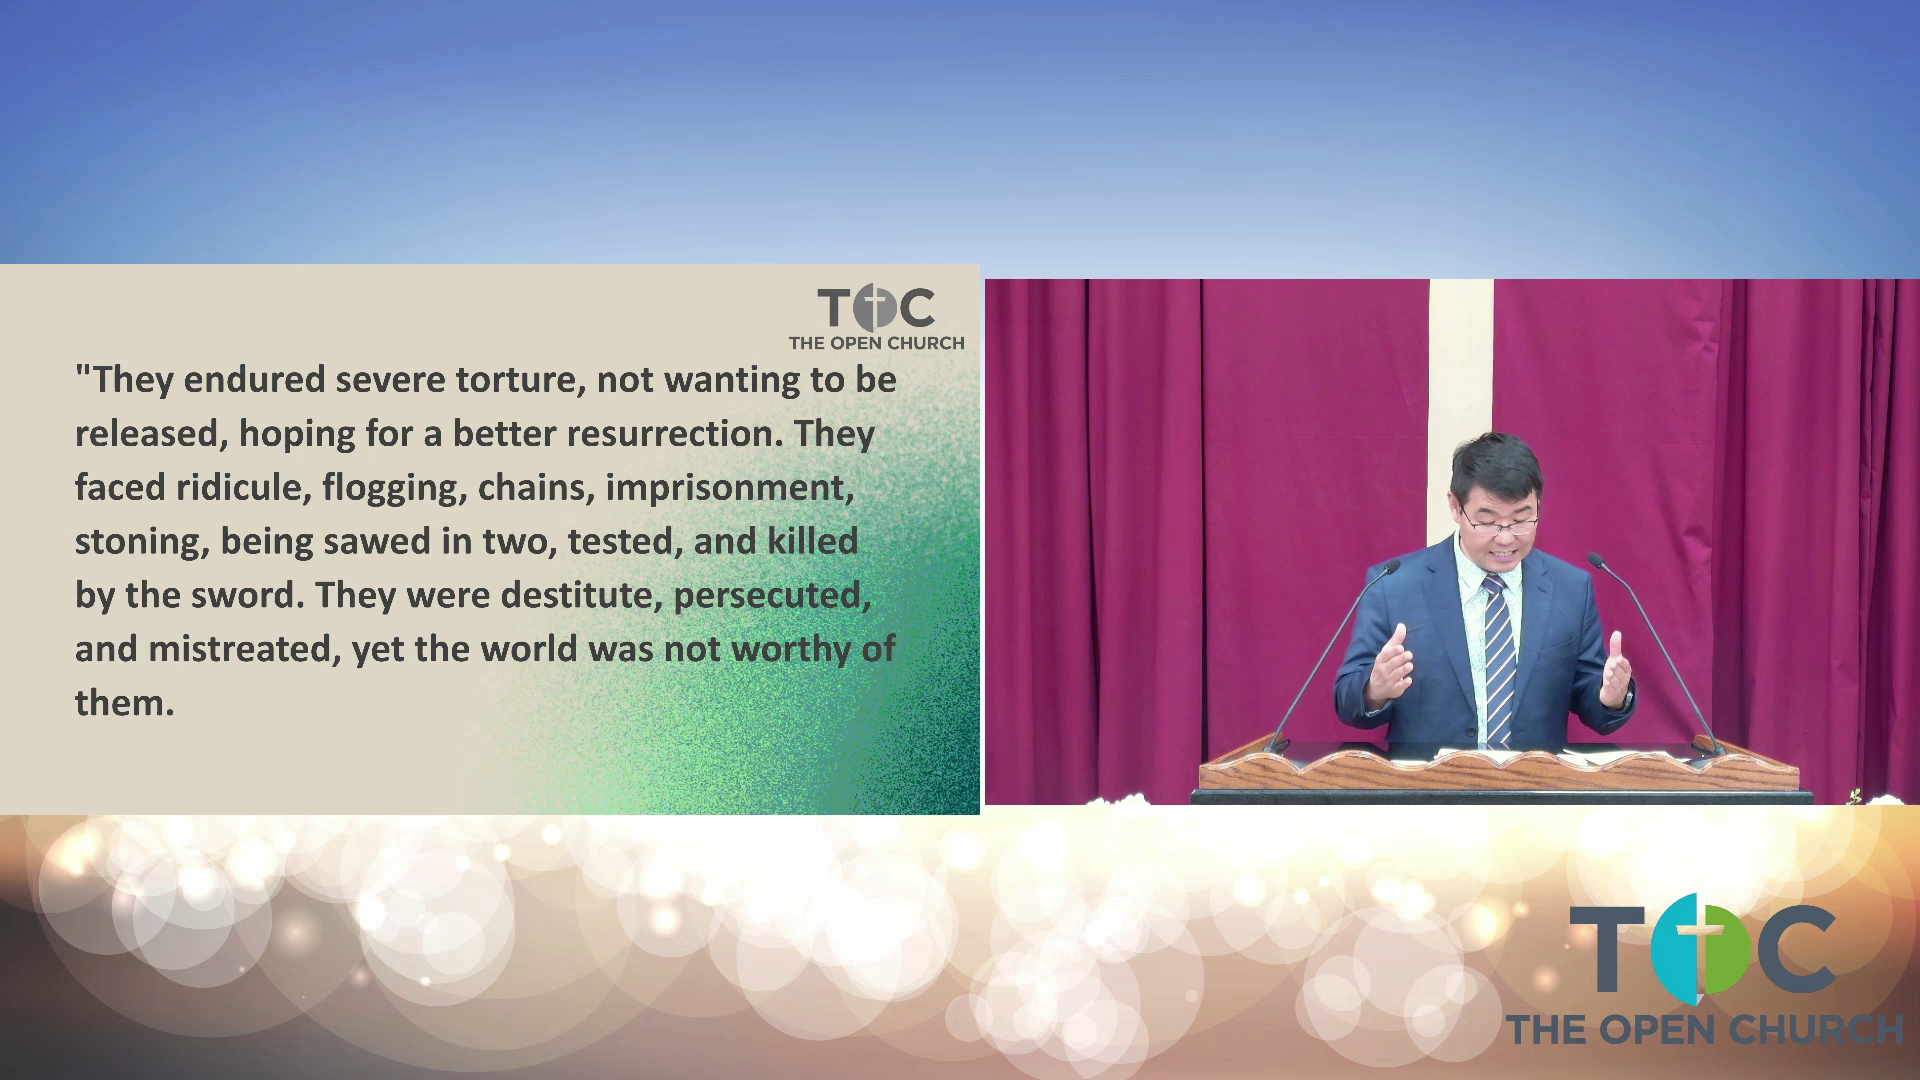 TOC
THE OPEN CHURCH
"They endured severe torture, not wanting to be
released, hoping for a better resurrection. They
faced ridicule, flogging, chains, imprisonment,
stoning, being sawed in two, tested, and killed
by the sword. They were destitute, persecuted,
and mistreated, yet the world was not worthy of
them.
TOC
THE OPEN CHURCH